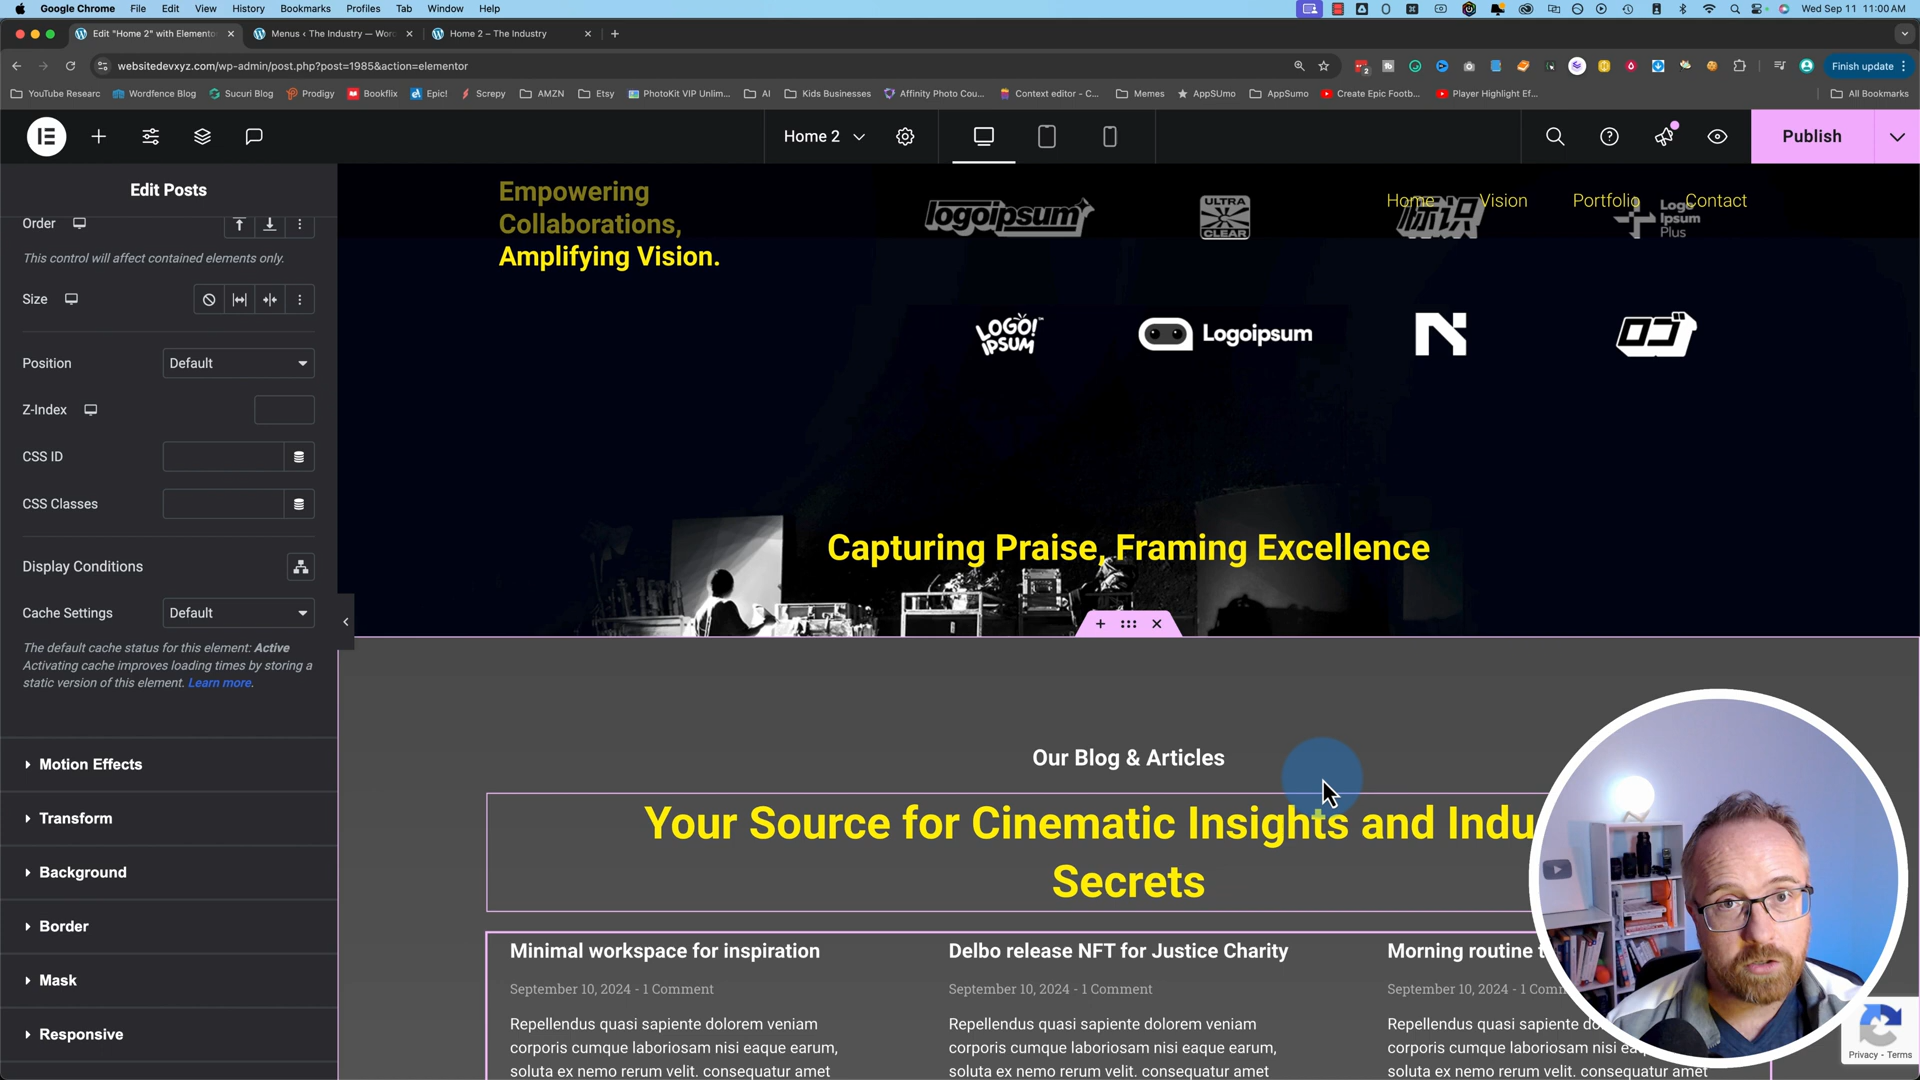 Google Chrome File Edit View History Bookmarks Profiles Tab Window Help Wed Sep 11 11:00 AM
Edit "Home 2" with Elemento Menus ‹ The Industry — Wor Home 2 – The Industry
websitedevxyz.com/wp-admin/post.php?post=1985&action=elementor Finish update
YouTube Researc Wordfence Blog Sucuri Blog Prodigy Bookflix Epic! Screpy AMZN Etsy PhotoKit VIP Unlim... AI Kids Businesses Affinity Photo Cou... Context editor - C... Memes AppSUmo AppSumo Create Epic Footb... Player Highlight Ef... All Bookmarks
Home 2 Publish
Edit Posts
Order
This control will affect contained elements only.
Size
Position Default
Z-Index
CSS ID
CSS Classes
Display Conditions
Cache Settings Default
The default cache status for this element: Active
Activating cache improves loading times by storing a
static version of this element. Learn more.
Motion Effects
Transform
Background
Border
Mask
Responsive
Empowering
Collaborations,
Amplifying Vision.
Home Vision Portfolio Contact
logoipsum
ULTRA
CLEAR
Logo
Ipsum
Plus
LOGO!
IPSUM
Logoipsum
Capturing Praise, Framing Excellence
Our Blog & Articles
Your Source for Cinematic Insights and Indu
Secrets
Minimal workspace for inspiration
September 10, 2024 - 1 Comment
Repellendus quasi sapiente dolorem veniam
corporis cumque laboriosam nisi eaque earum,
soluta ex nemo rerum velit. consequatur amet
Delbo release NFT for Justice Charity
September 10, 2024 - 1 Comment
Repellendus quasi sapiente dolorem veniam
corporis cumque laboriosam nisi eaque earum,
soluta ex nemo rerum velit. consequatur amet
Morning routine
September 10, 2024 - 1 Comm
Repellendus quasi sapiente do
corporis cumque laboriosam nisi ea
soluta ex nemo rerum velit. consequatur amet
Privacy - Terms